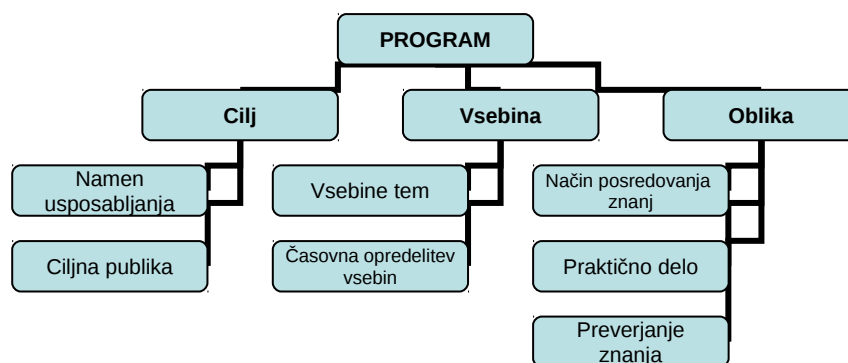 PROGRAM
Cilj
Vsebina
Oblika
Namen
usposabljanja
Vsebine tem
Način posredovanja
znanj
Ciljna publika
Časovna opredelitev
vsebin
Praktično delo
Preverjanje
znanja